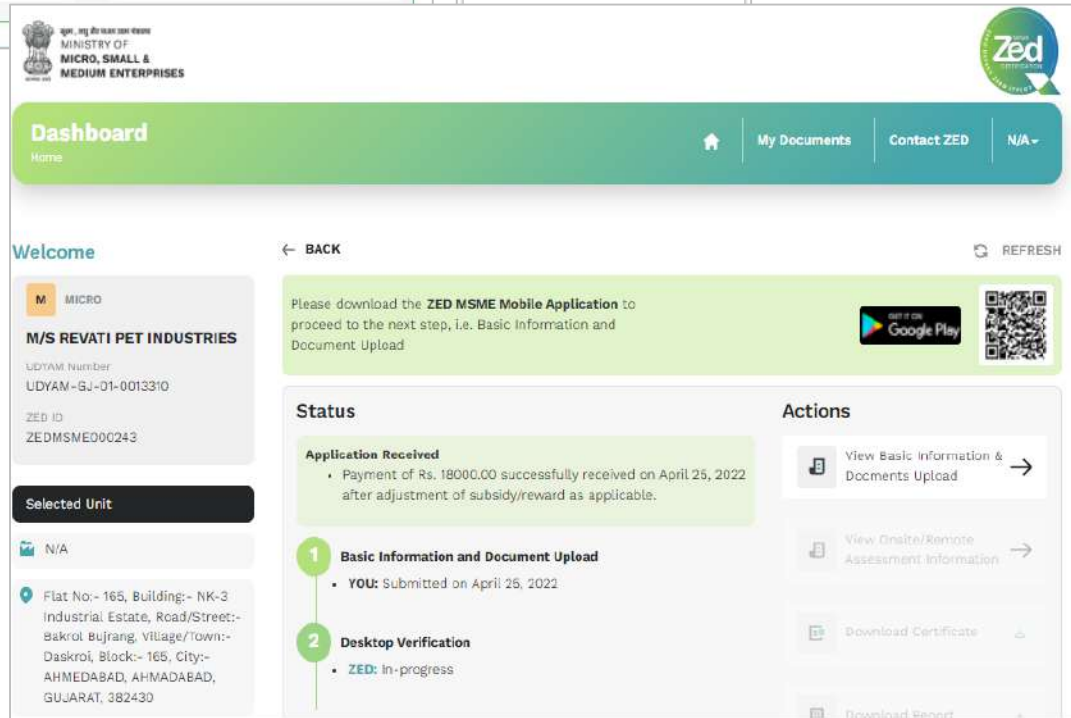 MINISTRY OF
MICRO, SMALL &
MEDIUM ENTERPRISES
Zed
CERTIFICATION
Dashboard
Home
My Documents
Contact ZED
N/A
Welcome
← BACK
REFRESH
M MICRO
M/S REVATI PET INDUSTRIES
UDYAM Number
UDYAM-GJ-01-0013310
ZED ID
ZEDMSME000243
Please download the ZED MSME Mobile Application to
proceed to the next step, i.e. Basic Information and
Document Upload
GET IT ON
Google Play
Selected Unit
N/A
Flat No:- 165, Building:- NK-3
Industrial Estate, Road/Street:-
Bakrol Bujrang, Village/Town:-
Daskroi, Block:- 165, City:-
AHMEDABAD, AHMADABAD,
GUJARAT, 382430
Status
Application Received
• Payment of Rs. 18000.00 successfully received on April 25, 2022
after adjustment of subsidy/reward as applicable.
1 Basic Information and Document Upload
• YOU: Submitted on April 25, 2022
2 Desktop Verification
• ZED: In-progress
Actions
View Basic Information &
Docments Upload
View Onsite/Remote
Assessment Information
Download Certificate
Download Report